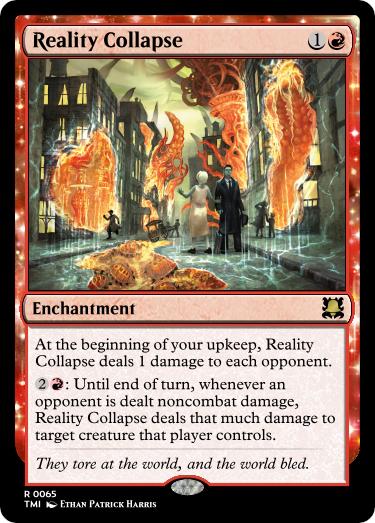 Reality Collapse 1
Enchantment
At the beginning of your upkeep, Reality
Collapse deals 1 damage to each opponent.
2 : Until end of turn, whenever an
opponent is dealt noncombat damage,
Reality Collapse deals that much damage to
target creature that player controls.
They tore at the world, and the world bled.
R 0065
TMI Ethan Patrick Harris